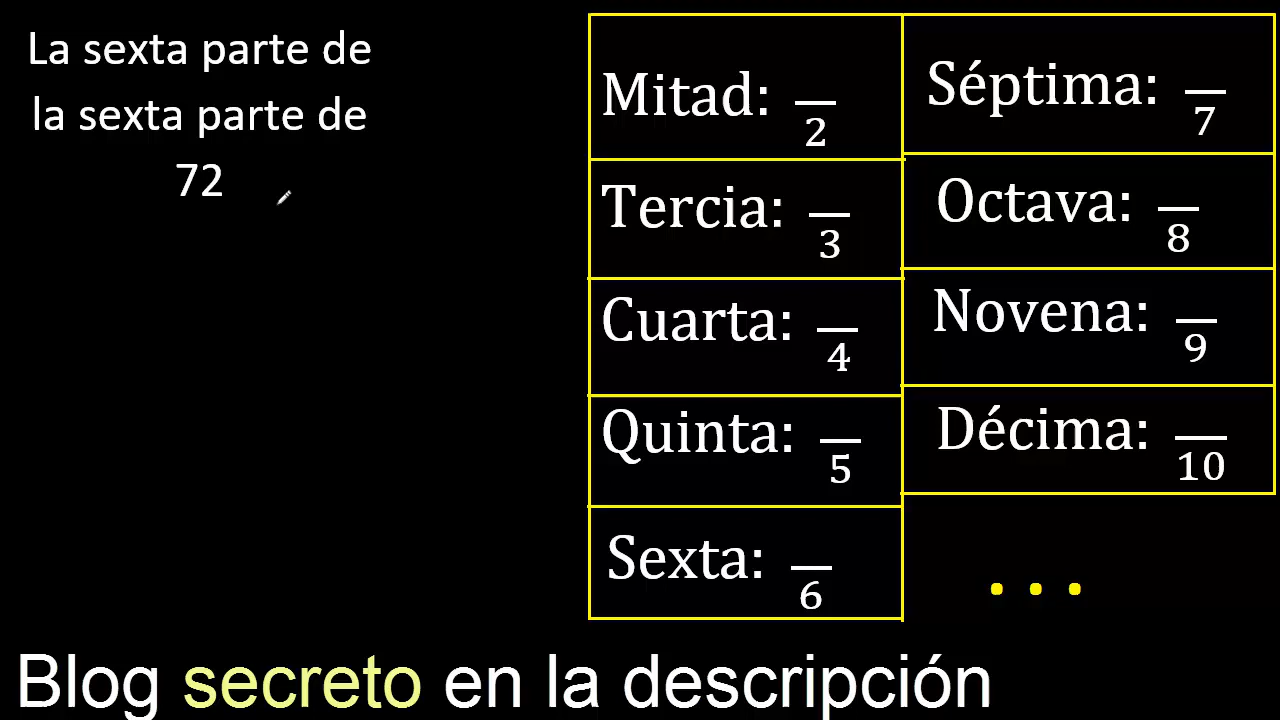 La sexta parte de
la sexta parte de
72
Mitad: — 2
Tercia: — 3
Cuarta: — 4
Quinta: — 5
Sexta: — 6
Séptima: — 7
Octava: — 8
Novena: — 9
Décima: — 10
...
Blog secreto en la descripción